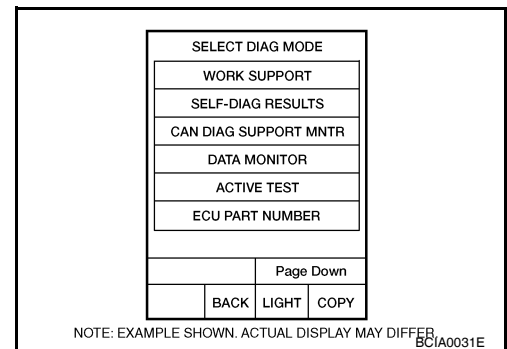 SELECT DIAG MODE
WORK SUPPORT
SELF-DIAG RESULTS
CAN DIAG SUPPORT MNTR
DATA MONITOR
ACTIVE TEST
ECU PART NUMBER
Page Down
BACK LIGHT COPY
NOTE: EXAMPLE SHOWN. ACTUAL DISPLAY MAY DIFFER.
BCIA0031E